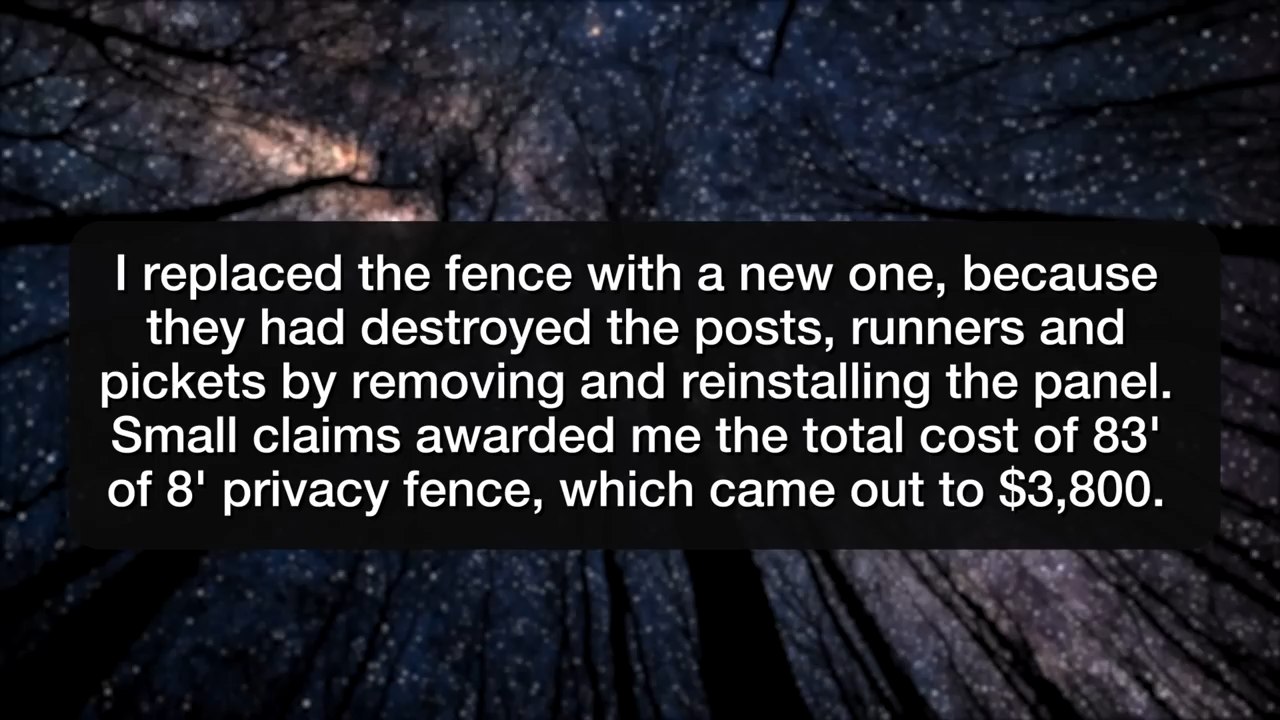 I replaced the fence with a new one, because
they had destroyed the posts, runners and
pickets by removing and reinstalling the panel.
Small claims awarded me the total cost of 83'
of 8' privacy fence, which came out to $3,800.